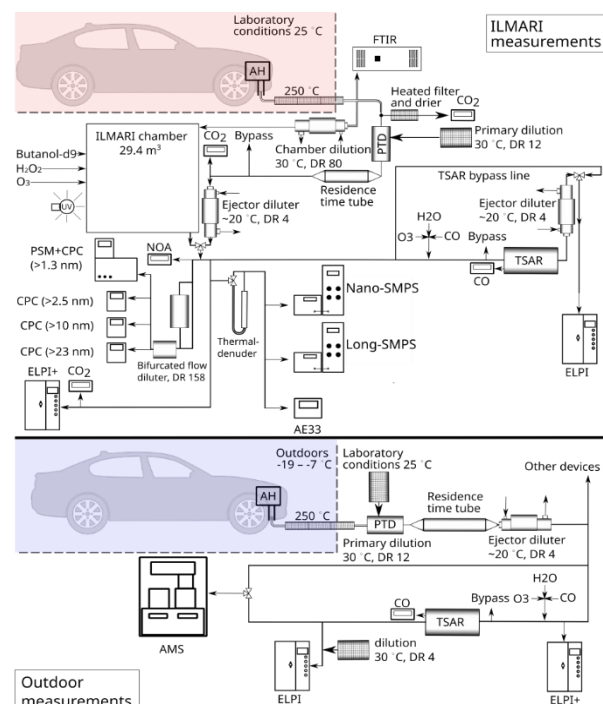 Laboratory
conditions 25 °C
AH
250 °C
FTIR
ILMARI
measurements
Heated filter
and drier
CO2
PTD
Primary dilution
30 °C, DR 12
Chamber dilution
30 °C, DR 80
CO2
Bypass
ILMARI chamber
29.4 m³
Butanol-d9
H2O2
O3
UV
Residence
time tube
TSAR bypass line
Ejector diluter
~20 °C, DR 4
Ejector diluter
~20 °C, DR 4
H2O
O3
CO
Bypass
TSAR
CO
PSM+CPC
(>1.3 nm)
NOA
CPC (>2.5 nm)
CPC (>10 nm)
CPC (>23 nm)
Bifurcated flow
diluter, DR 158
Thermal-
denuder
Nano-SMPS
Long-SMPS
ELPI
ELPI+
CO2
AE33
Outdoors
-19 – -7 °C
Laboratory
conditions 25 °C
AH
250 °C
PTD
Primary dilution
30 °C, DR 12
Residence
time tube
Ejector diluter
~20 °C, DR 4
Other devices
AMS
CO
TSAR
Bypass
O3
H2O
CO
dilution
30 °C, DR 4
ELPI
ELPI+
Outdoor
measurements